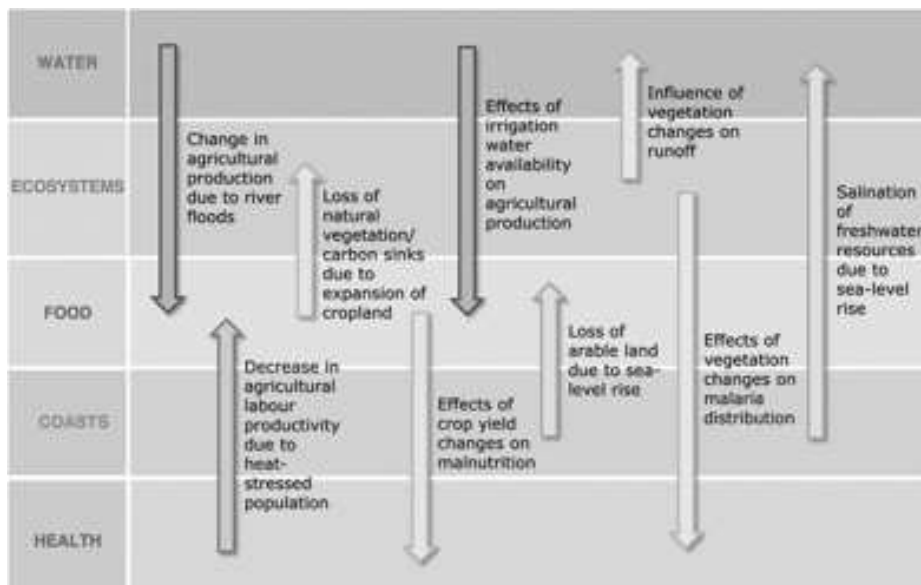 WATER
ECOSYSTEMS
FOOD
COASTS
HEALTH
Change in
agricultural
production
due to river
floods
Decrease in
agricultural
labour
productivity
due to
heat-
stressed
population
Loss of
natural
vegetation/
carbon sinks
due to
expansion of
cropland
Effects of
crop yield
changes on
malnutrition
Effects of
irrigation
water
availability
on
agricultural
production
Loss of
arable land
due to sea-
level rise
Influence of
vegetation
changes on
runoff
Effects of
vegetation
changes on
malaria
distribution
Salination
of
freshwater
resources
due to
sea-level
rise